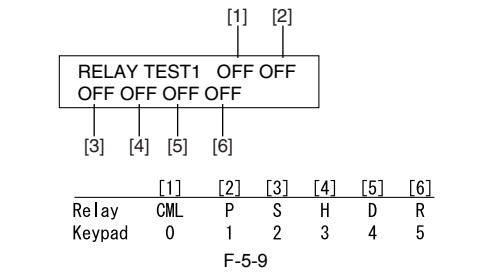 [1] [2]
RELAY TEST1 OFF OFF
OFF OFF OFF OFF
[3] [4] [5] [6]
[1] [2] [3] [4] [5] [6]
Relay CML P S H D R
Keypad 0 1 2 3 4 5
F-5-9